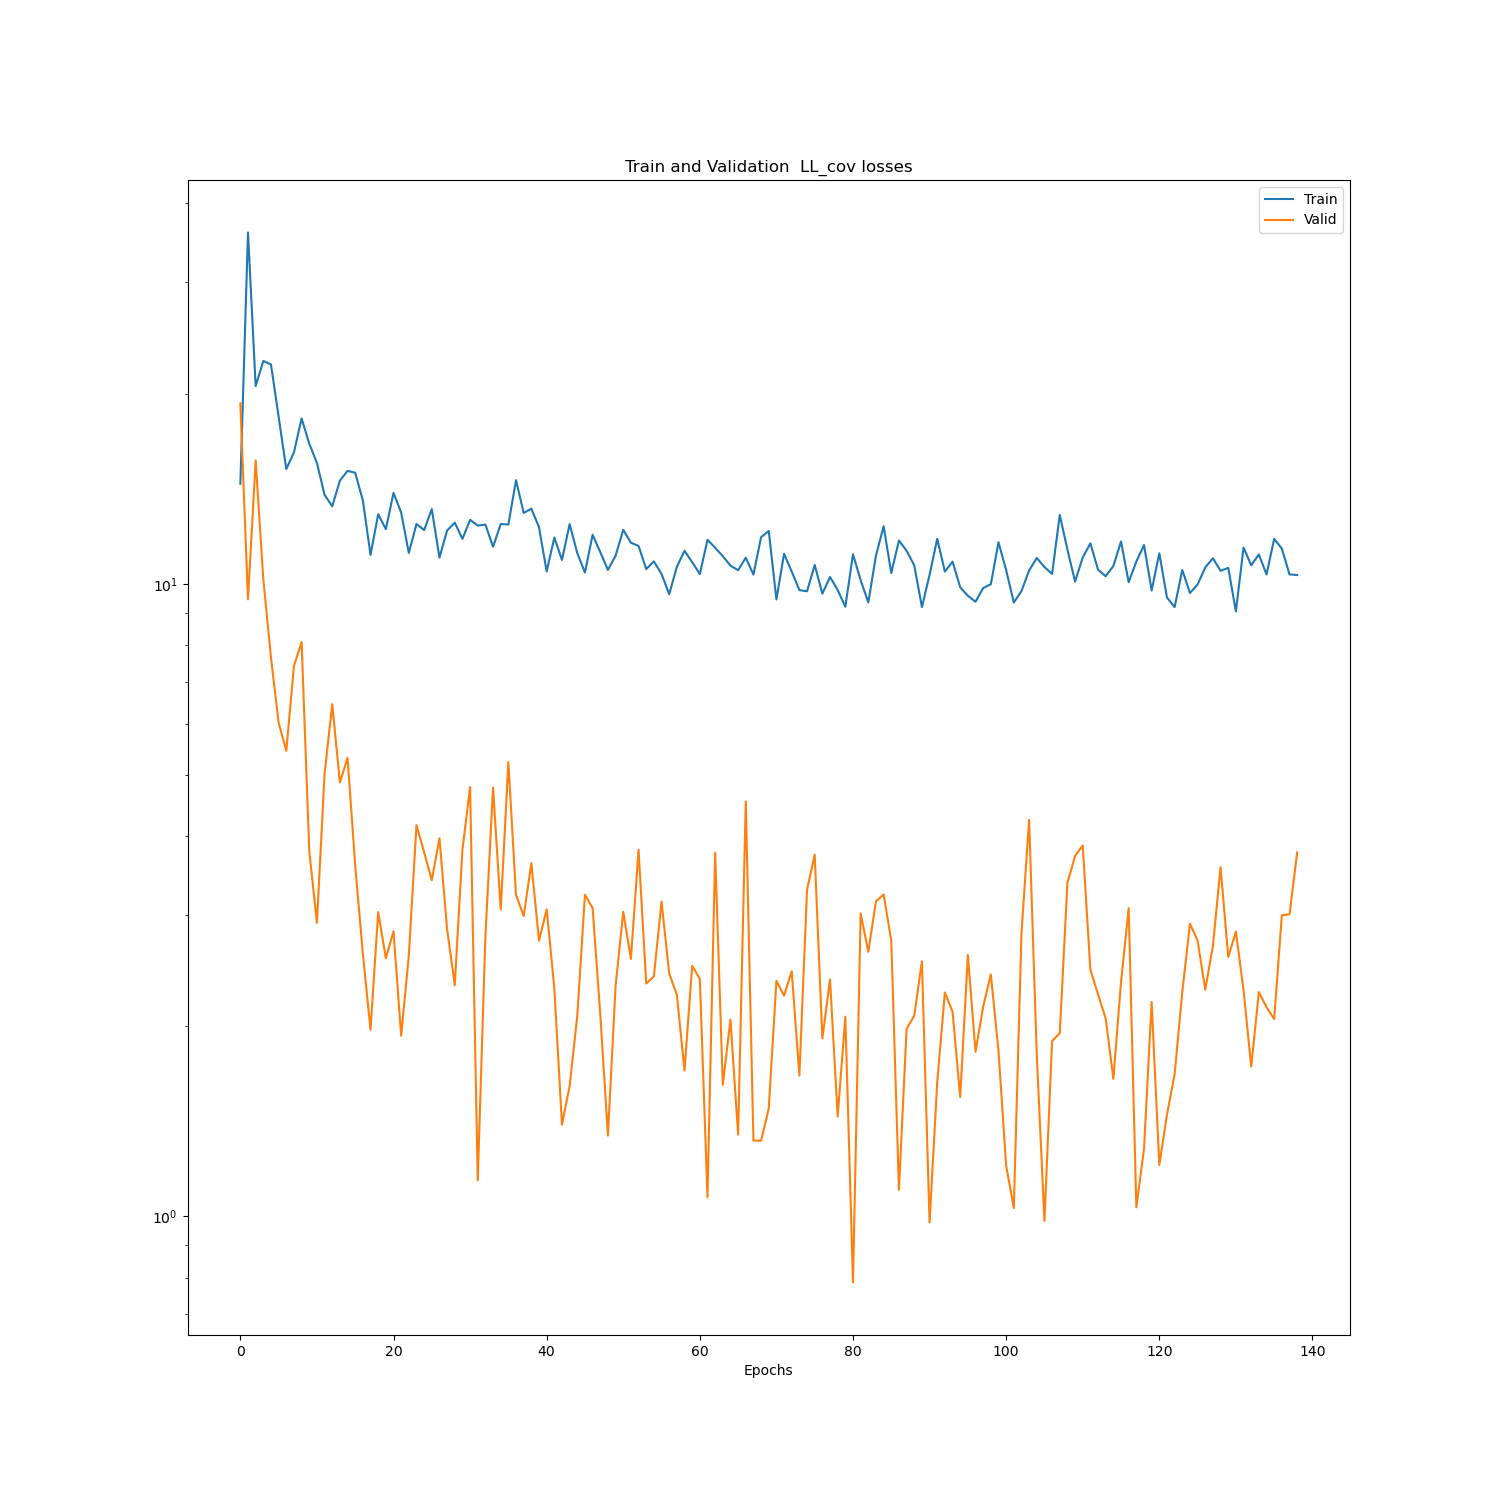 Train and Validation  LL_cov losses
Train
Valid
10¹
10⁰
0 20 40 60 80 100 120 140
Epochs